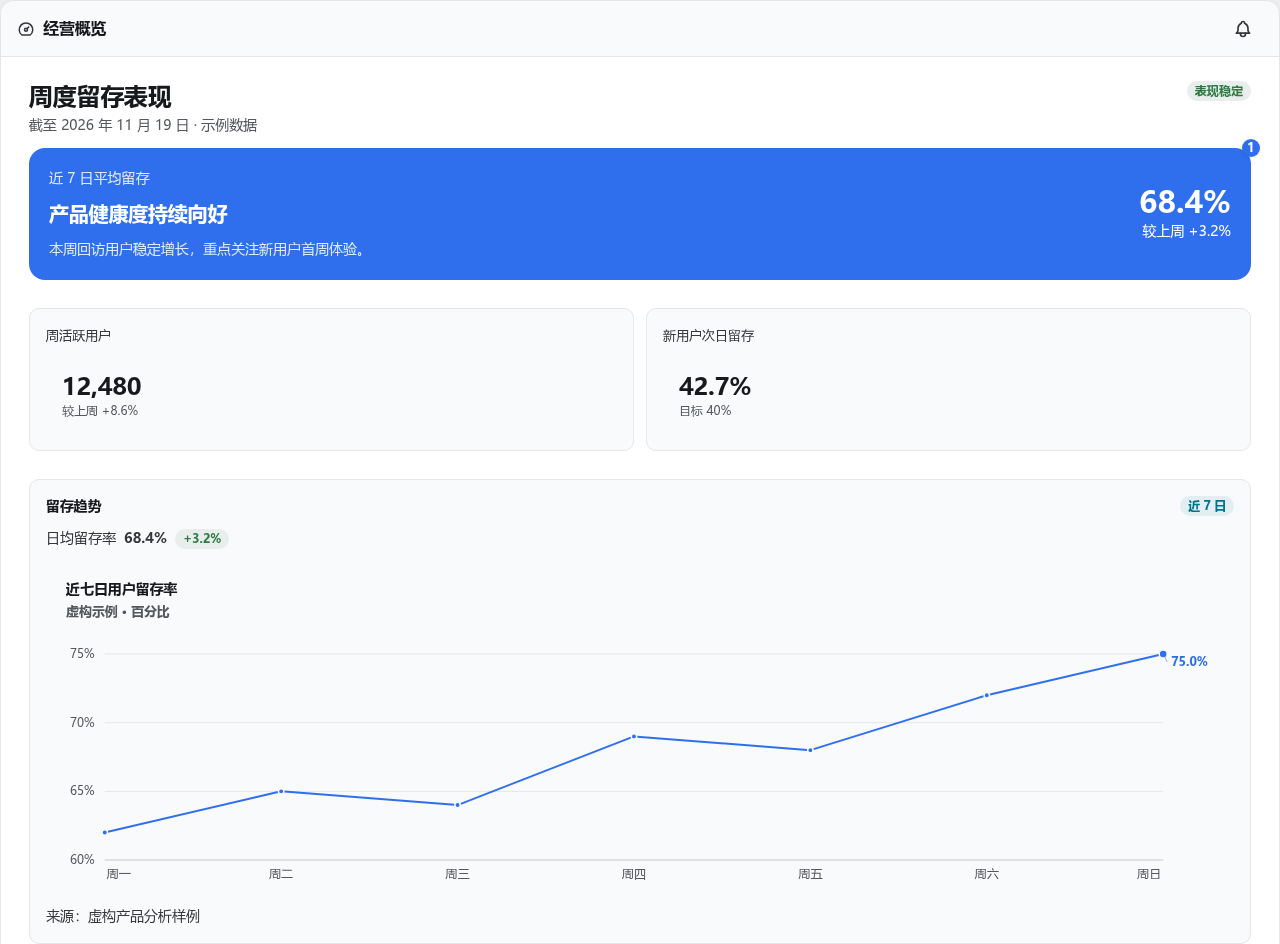 经营概览
周度留存表现
表现稳定
截至 2026 年 11 月 19 日 · 示例数据
1
近 7 日平均留存
产品健康度持续向好
本周回访用户稳定增长，重点关注新用户首周体验。
68.4%
较上周 +3.2%
周活跃用户
12,480
较上周 +8.6%
新用户次日留存
42.7%
目标 40%
留存趋势
近 7 日
日均留存率 68.4% +3.2%
近七日用户留存率
虚构示例 • 百分比
75%
70%
65%
60%
75.0%
周一 周二 周三 周四 周五 周六 周日
来源：虚构产品分析样例